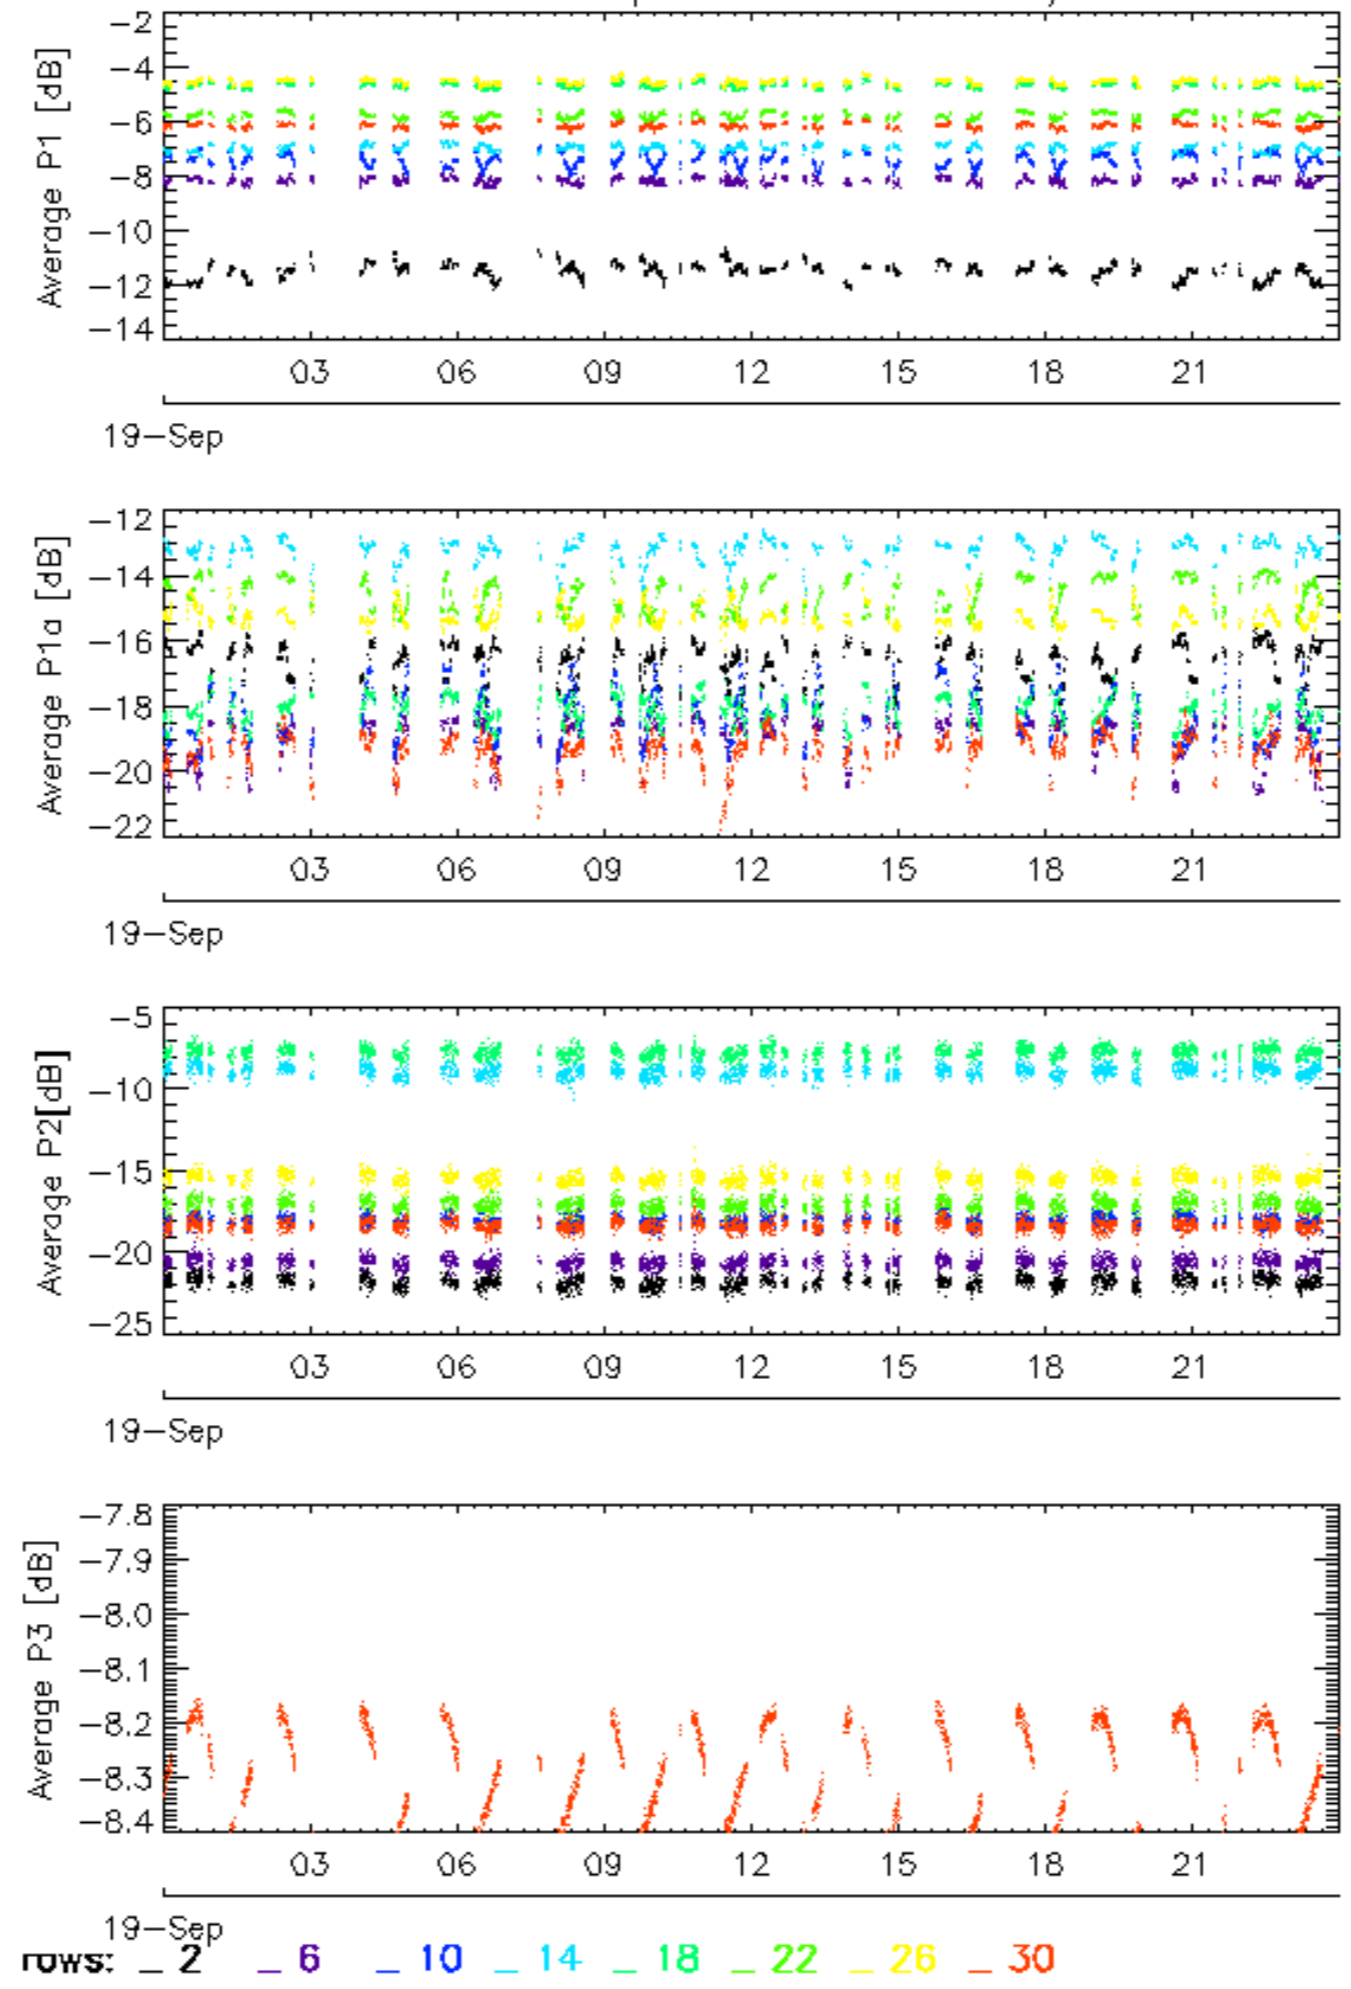 Average P1 [dB]
-2
-4
-6
-8
-10
-12
-14
03 06 09 12 15 18 21
19-Sep
Average P1a [dB]
-12
-14
-16
-18
-20
-22
03 06 09 12 15 18 21
19-Sep
Average P2[dB]
-5
-10
-15
-20
-25
03 06 09 12 15 18 21
19-Sep
Average P3 [dB]
-7.8
-7.9
-8.0
-8.1
-8.2
-8.3
-8.4
03 06 09 12 15 18 21
19-Sep
rows: _ 2 _ 6 _ 10 _ 14 _ 18 _ 22 _ 26 _ 30